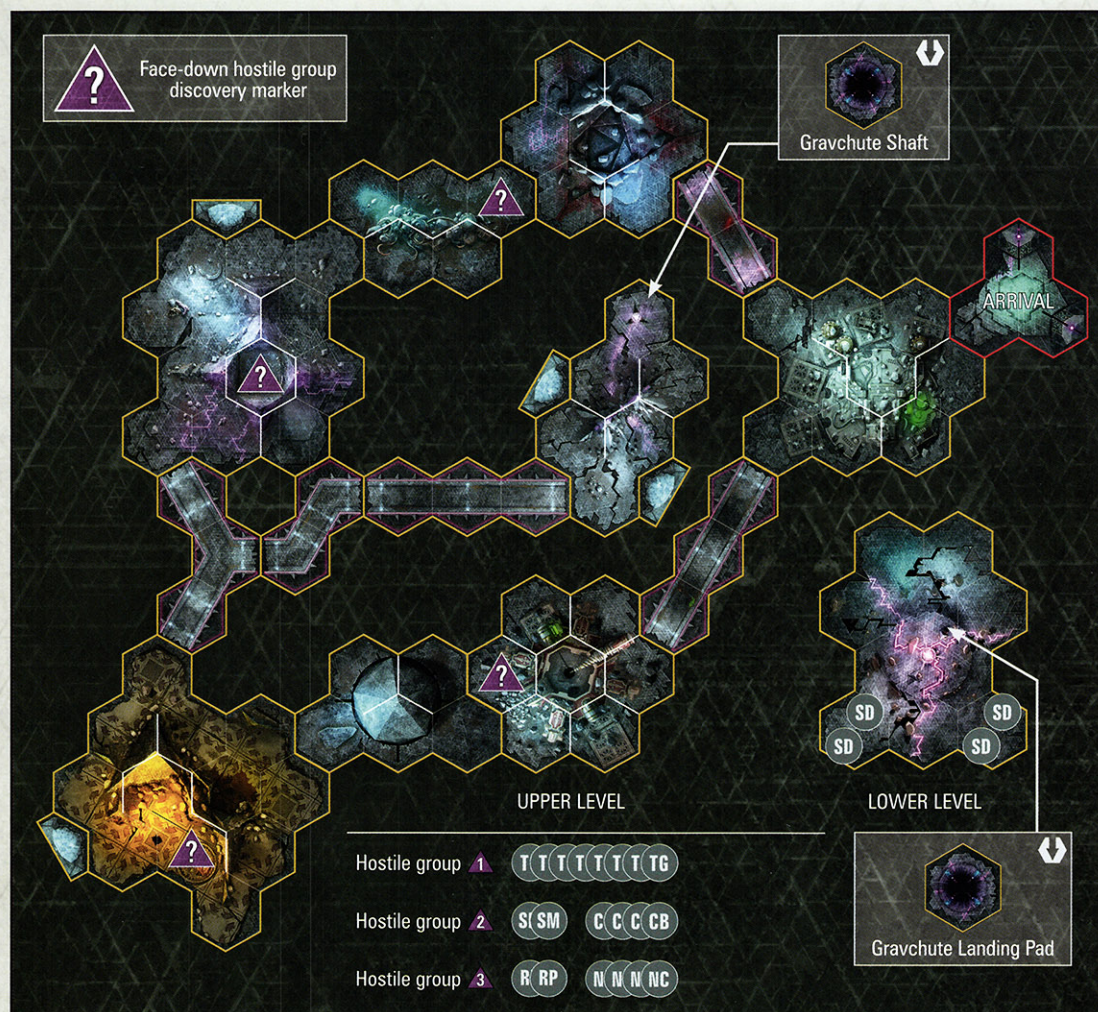 ?
Face-down hostile group
discovery marker
Gravchute Shaft
?
ARRIVAL
?
?
SD
SD
SD
SD
?
UPPER LEVEL
LOWER LEVEL
Hostile group 1 T T T T T T T TG
Hostile group 2 SM C C C CB
Hostile group 3 R RP N N N NC
Gravchute Landing Pad